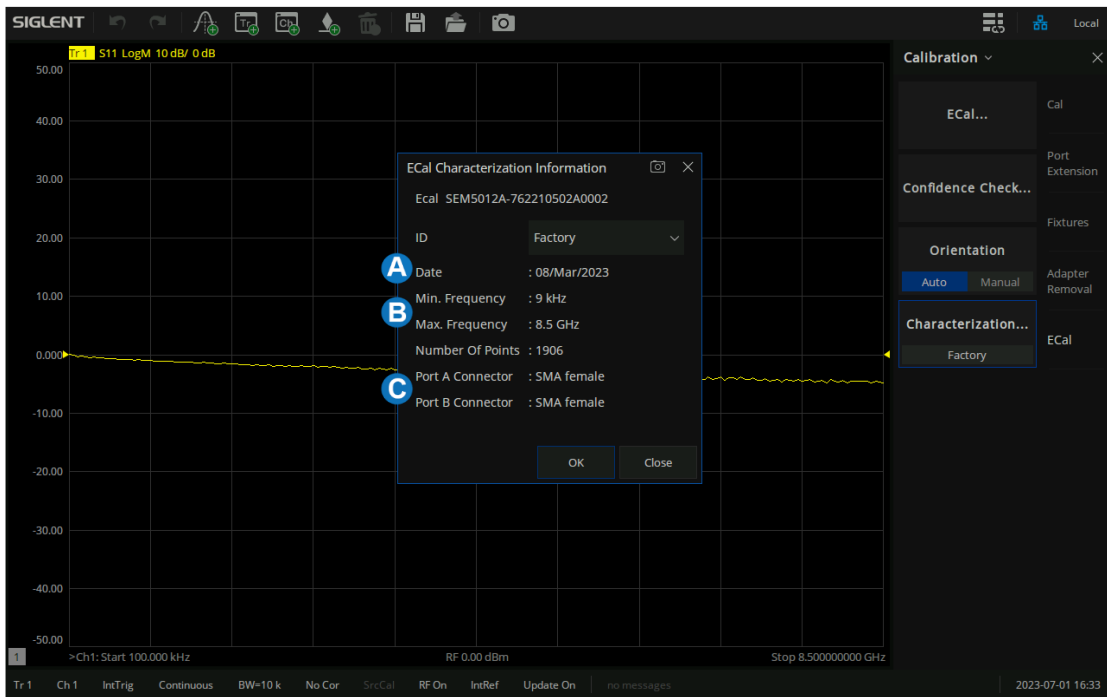 SIGLENT
Tr
Ch
Local
Tr 1 S11 LogM 10 dB/ 0 dB
50.00
40.00
30.00
20.00
10.00
0.000
-10.00
-20.00
-30.00
-40.00
-50.00
ECal Characterization Information
Ecal SEM5012A-762210502A0002
ID Factory
A Date : 08/Mar/2023
Min. Frequency : 9 kHz
B
Max. Frequency : 8.5 GHz
Number Of Points : 1906
Port A Connector : SMA female
C
Port B Connector : SMA female
OK Close
Calibration
ECal...
Confidence Check...
Orientation
Auto Manual
Characterization...
Factory
Cal
Port
Extension
Fixtures
Adapter
Removal
ECal
1 >Ch1: Start 100.000 kHz RF 0.00 dBm Stop 8.500000000 GHz
Tr 1 Ch 1 IntTrig Continuous BW=10 k No Cor SrcCal RF On IntRef Update On no messages 2023-07-01 16:33